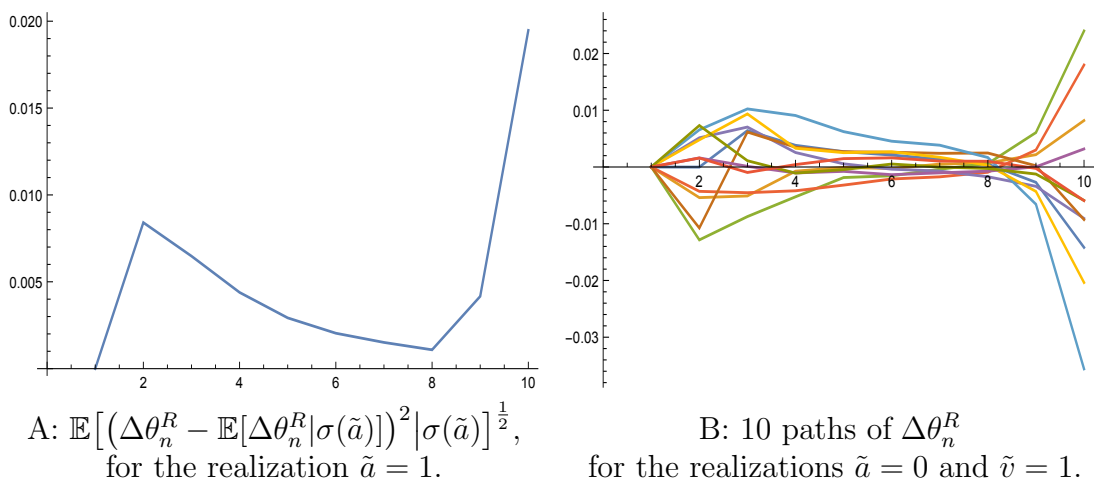 0.020
0.015
0.010
0.005
2 4 6 8 10
0.02
0.01
−0.01
−0.02
−0.03
2 4 6 8 10
A: $\mathbb{E}\big[\big(\Delta\theta_n^R - \mathbb{E}[\Delta\theta_n^R|\sigma(\tilde{a})]\big)^2\big|\sigma(\tilde{a})\big]^{\frac{1}{2}}$,
for the realization $\tilde{a} = 1$.
B: 10 paths of $\Delta\theta_n^R$
for the realizations $\tilde{a} = 0$ and $\tilde{v} = 1$.